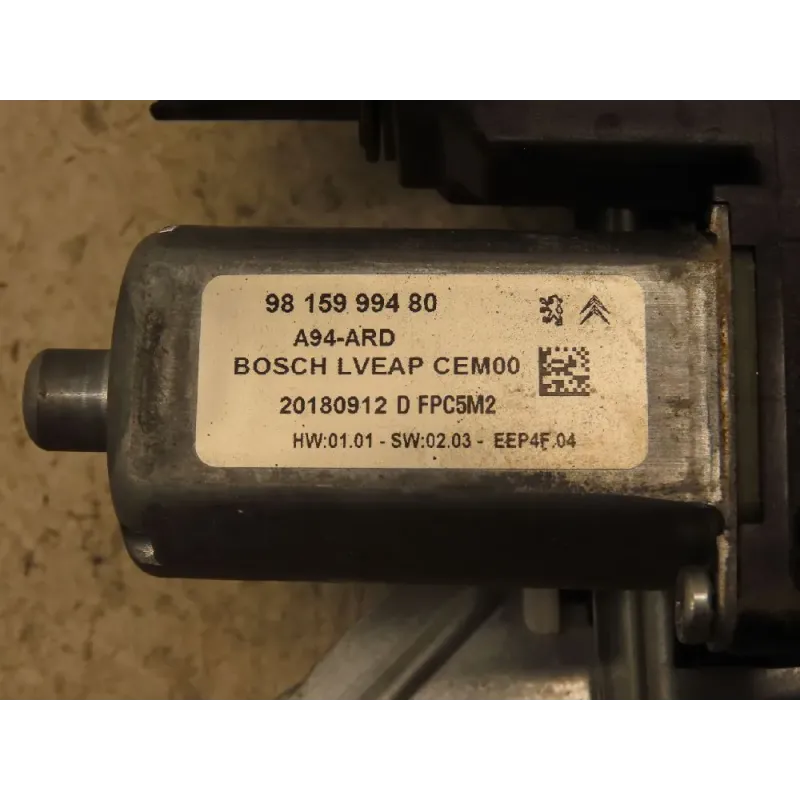 98 159 994 80
A94-ARD
BOSCH LVEAP CEM00
20180912 D FPC5M2
HW:01.01 - SW:02.03 - EEP4F.04